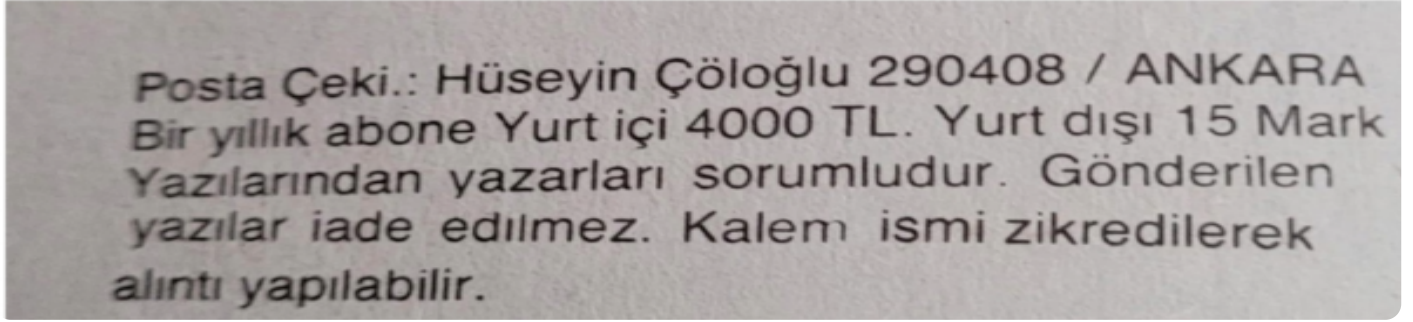 Posta Çeki.: Hüseyin Çöloğlu 290408 / ANKARA
Bir yıllık abone Yurt içi 4000 TL. Yurt dışı 15 Mark
Yazılarından yazarları sorumludur. Gönderilen
yazılar iade edilmez. Kalem ismi zikredilerek
alıntı yapılabilir.